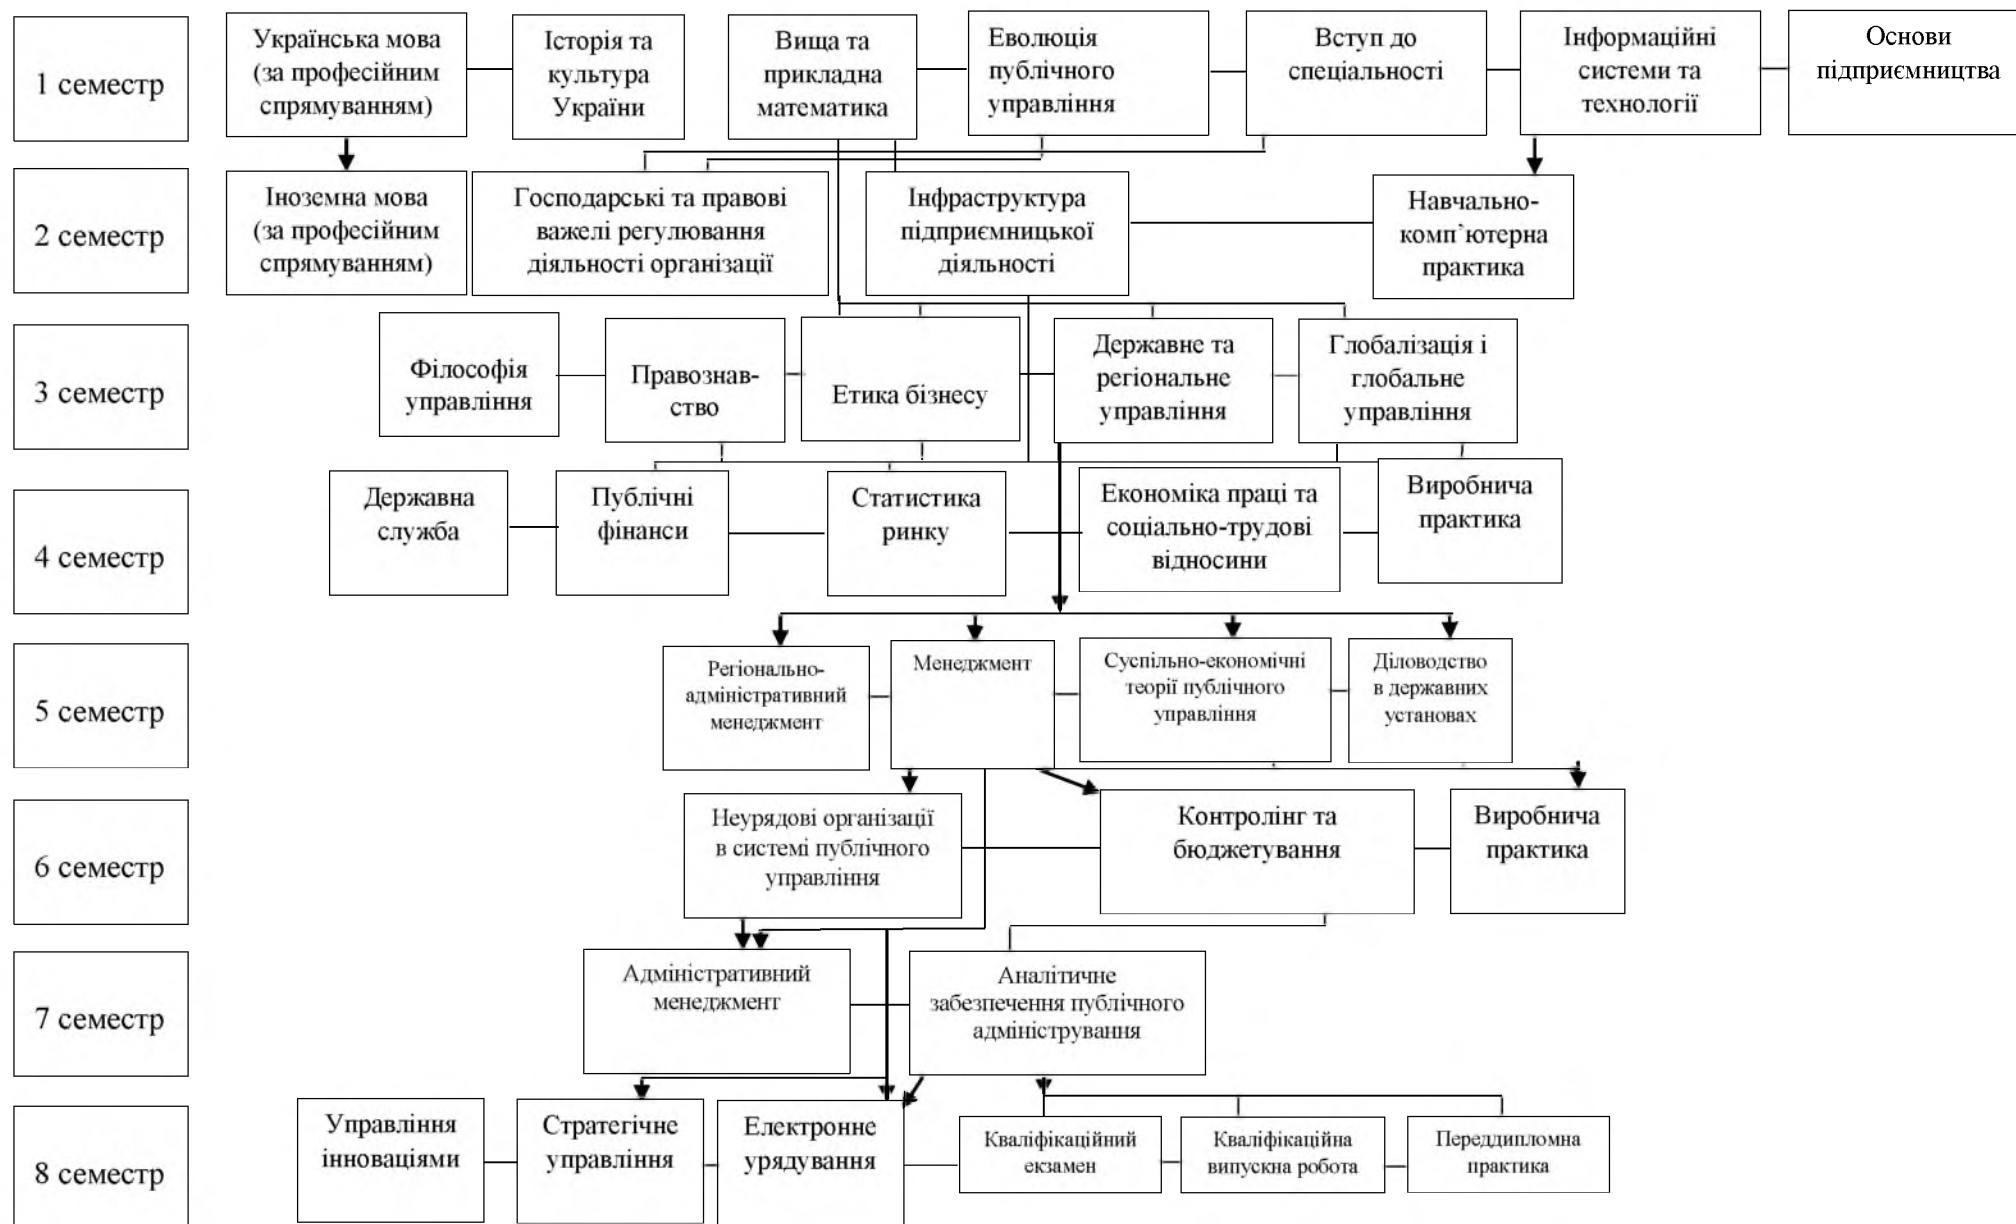 1 семестр
Українська мова
(за професійним
спрямуванням)
Історія та
культура
України
Вища та
прикладна
математика
Еволюція
публічного
управління
Вступ до
спеціальності
Інформаційні
системи та
технології
Основи
підприємництва
2 семестр
Іноземна мова
(за професійним
спрямуванням)
Господарські та правові
важелі регулювання
діяльності організації
Інфраструктура
підприємницької
діяльності
Навчально-
комп’ютерна
практика
3 семестр
Філософія
управління
Правознав-
ство
Етика бізнесу
Державне та
регіональне
управління
Глобалізація і
глобальне
управління
4 семестр
Державна
служба
Публічні
фінанси
Статистика
ринку
Економіка праці та
соціально-трудові
відносини
Виробнича
практика
5 семестр
Регіонально-
адміністративний
менеджмент
Менеджмент
Суспільно-економічні
теорії публічного
управління
Діловодство
в державних
установах
6 семестр
Неурядові організації
в системі публічного
управління
Контролінг та
бюджетування
Виробнича
практика
7 семестр
Адміністративний
менеджмент
Аналітичне
забезпечення публічного
адміністрування
8 семестр
Управління
інноваціями
Стратегічне
управління
Електронне
урядування
Кваліфікаційний
екзамен
Кваліфікаційна
випускна робота
Переддипломна
практика